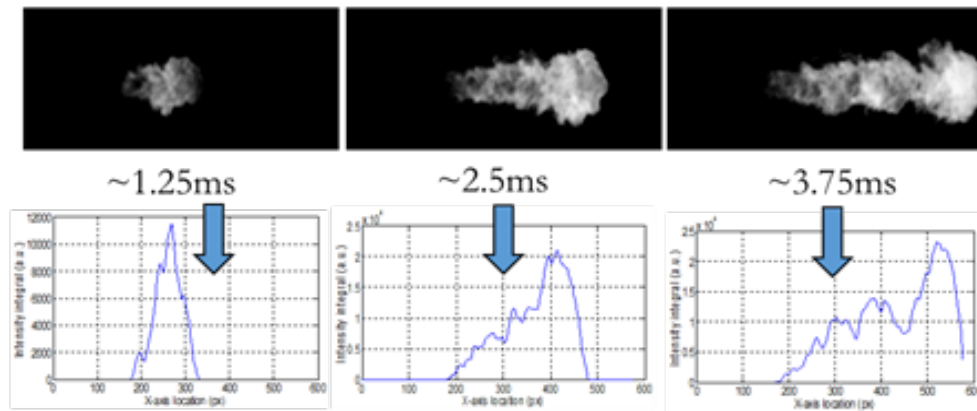 ~1.25ms
~2.5ms
~3.75ms
12000
10000
8000
6000
4000
2000
0
Intensity integral (a.u.)
0 100 200 300 400 500 600
X-axis location (px)
x 10⁴
2.5
2
1.5
1
0.5
0
Intensity integral (a.u.)
0 100 200 300 400 500 600
X-axis location (px)
x 10⁴
2.5
2
1.5
1
0.5
0
Intensity integral (a.u.)
0 100 200 300 400 500 600
X-axis location (px)